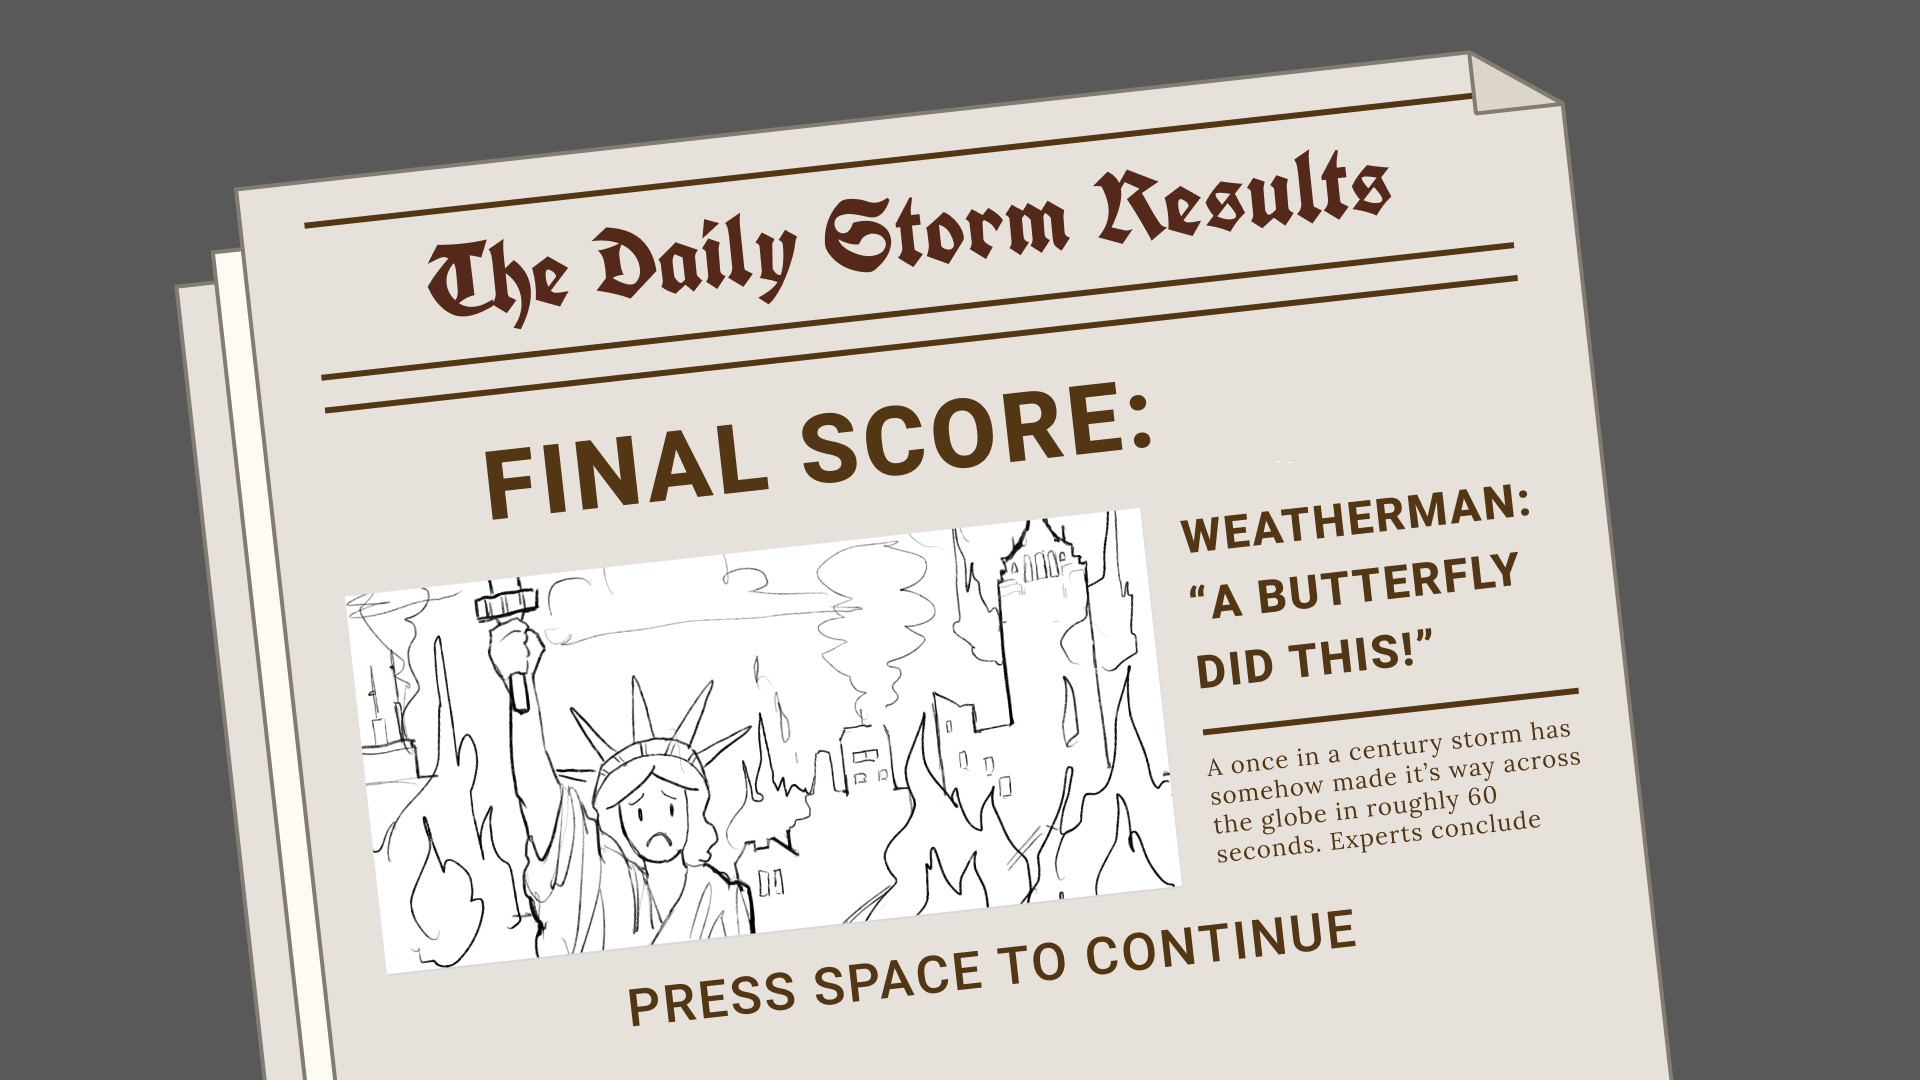 The Daily Storm Results
FINAL SCORE:
WEATHERMAN:
“A BUTTERFLY
DID THIS!”
A once in a century storm has
somehow made it’s way across
the globe in roughly 60
seconds. Experts conclude
PRESS SPACE TO CONTINUE